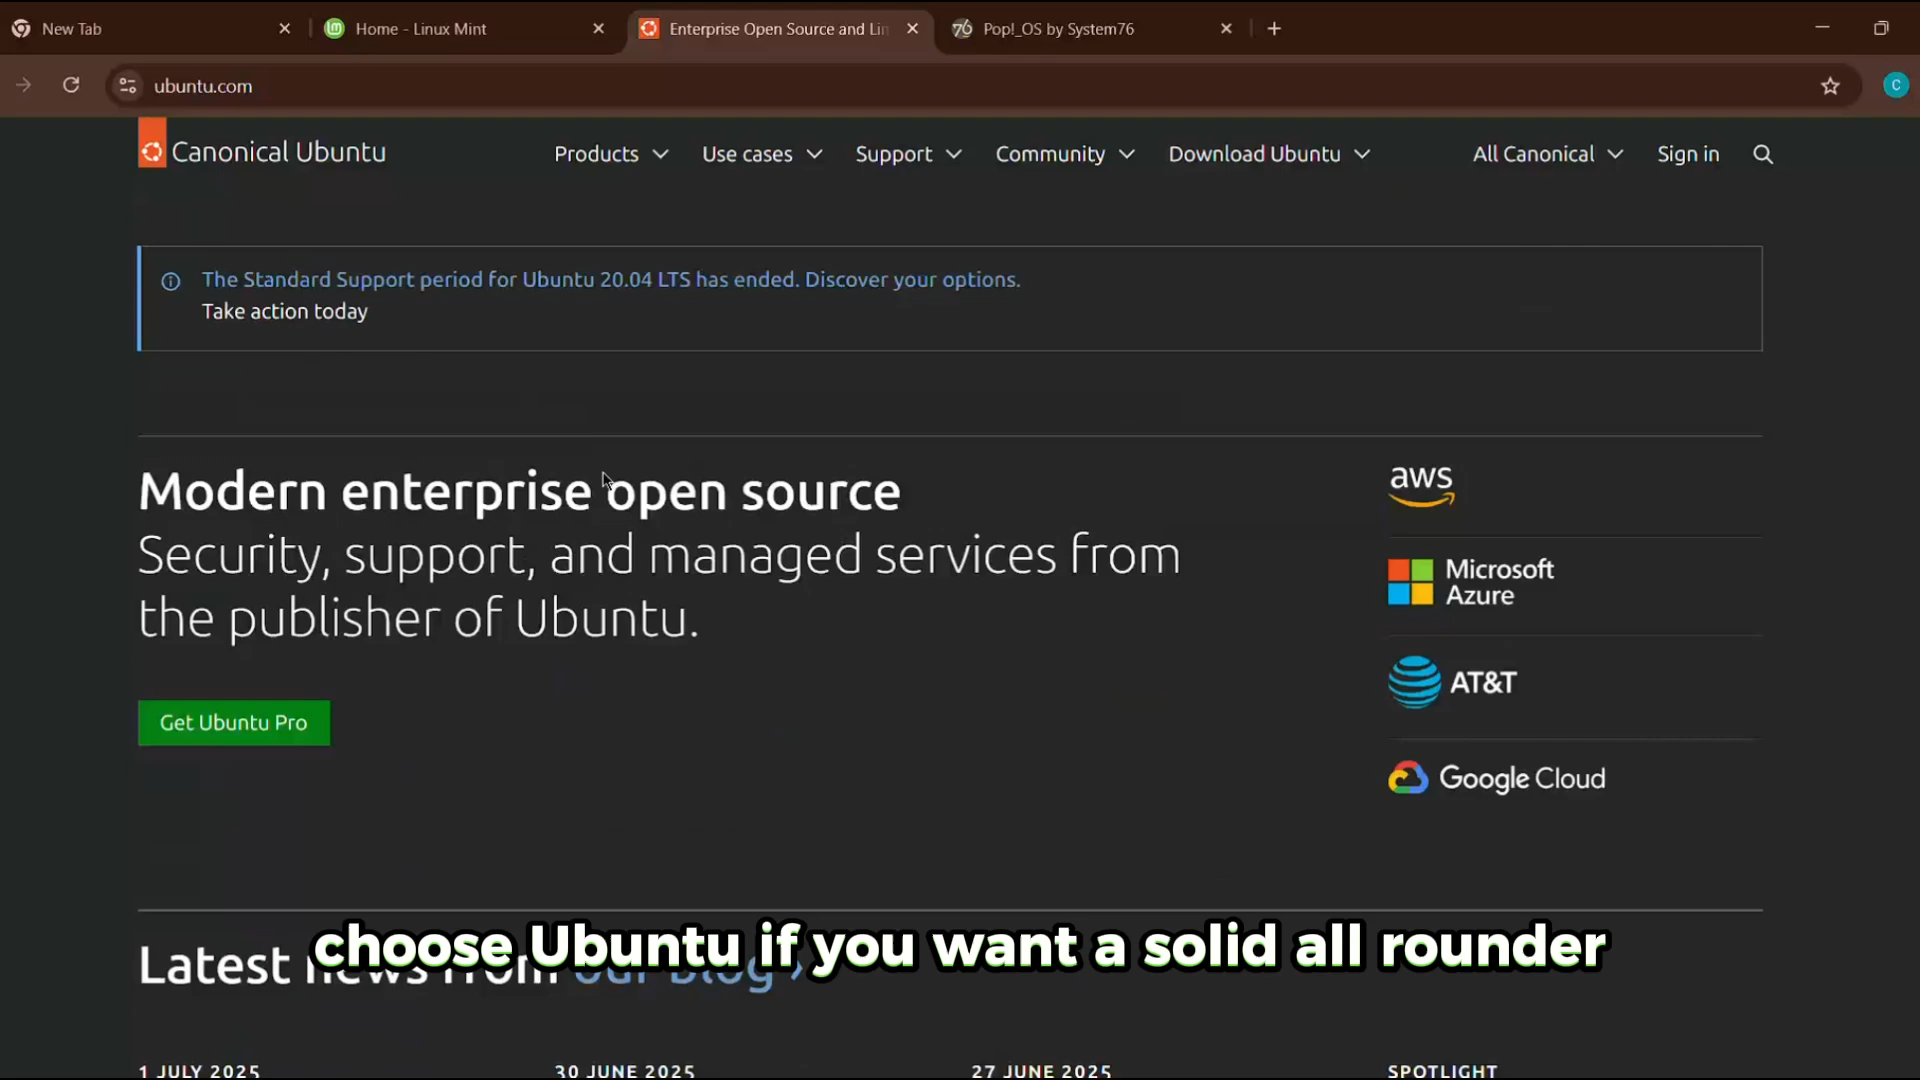 New Tab
Home - Linux Mint
Enterprise Open Source and Lin
Pop!_OS by System76
ubuntu.com
C
Canonical Ubuntu
Products
Use cases
Support
Community
Download Ubuntu
All Canonical
Sign in
The Standard Support period for Ubuntu 20.04 LTS has ended. Discover your options.
Take action today
Modern enterprise open source
Security, support, and managed services from
the publisher of Ubuntu.
Get Ubuntu Pro
aws
Microsoft
Azure
AT&T
Google Cloud
choose Ubuntu if you want a solid all rounder
Latest news from our blog ›
1 JULY 2025
30 JUNE 2025
27 JUNE 2025
SPOTLIGHT